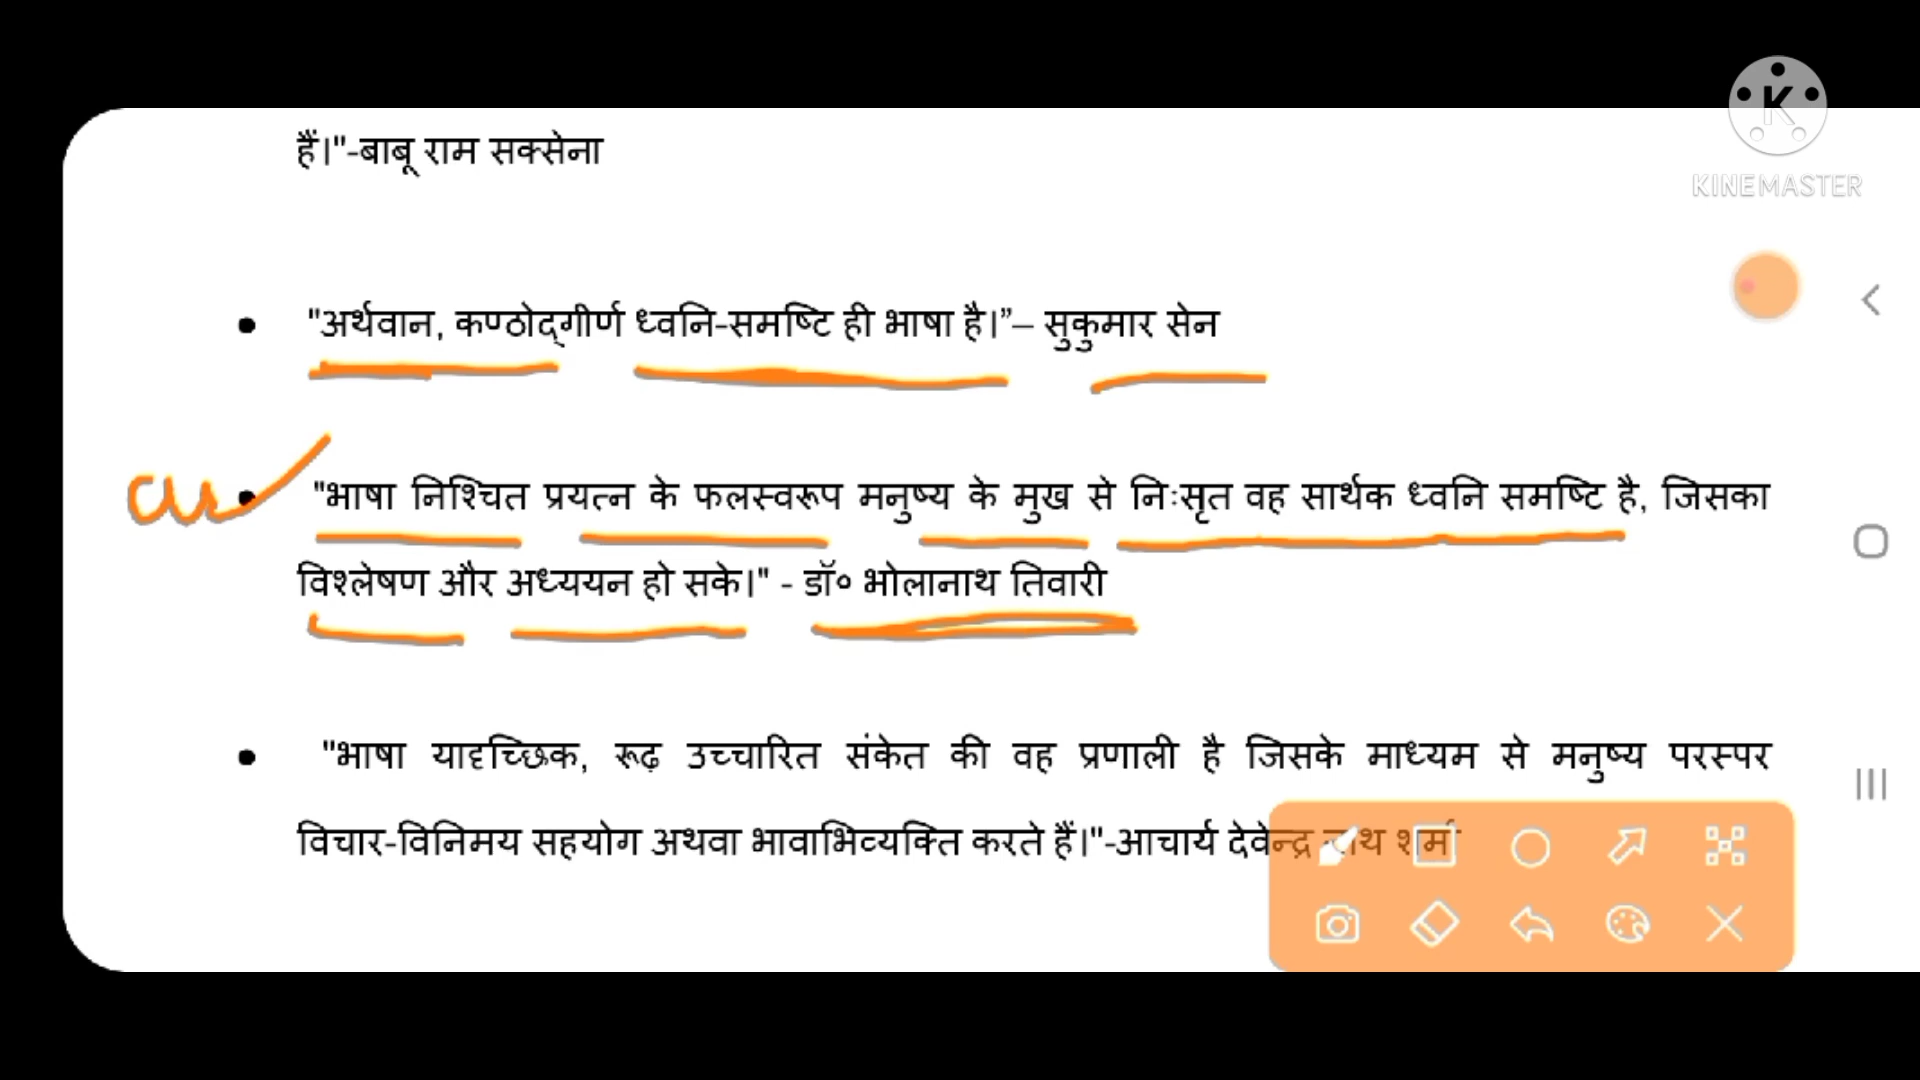 हैं।"-बाबू राम सक्सेना
KINEMASTER
● "अर्थवान, कण्ठोद्गीर्ण ध्वनि-समष्टि ही भाषा है।”– सुकुमार सेन
● "भाषा निश्चित प्रयत्न के फलस्वरूप मनुष्य के मुख से निःसृत वह सार्थक ध्वनि समष्टि है, जिसका
विश्लेषण और अध्ययन हो सके।" - डॉ० भोलानाथ तिवारी
● "भाषा यादृच्छिक, रूढ़ उच्चारित संकेत की वह प्रणाली है जिसके माध्यम से मनुष्य परस्पर
विचार-विनिमय सहयोग अथवा भावाभिव्यक्ति करते हैं।"-आचार्य देवेन्द्र नाथ शर्मा